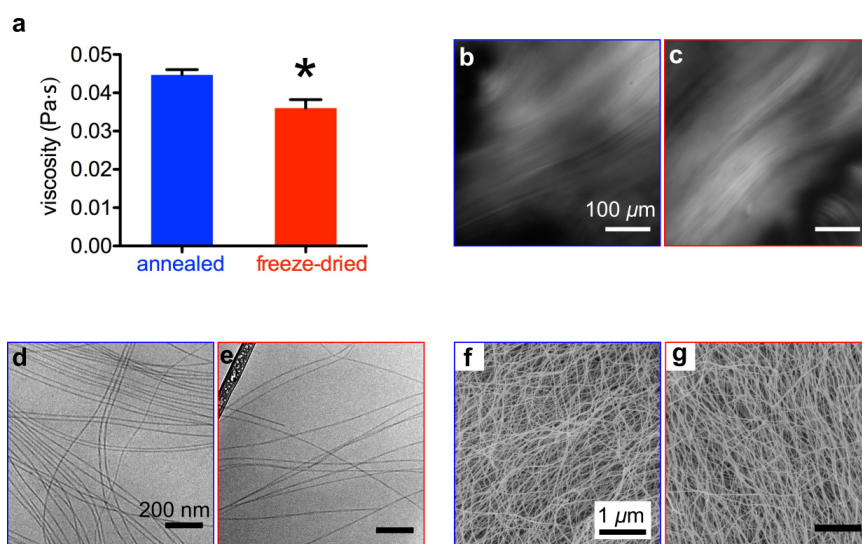 a
0.05
0.04
0.03
0.02
0.01
0.00
viscosity (Pa·s)
*
annealed
freeze-dried
b
100 μm
c
d
200 nm
e
f
1 μm
g